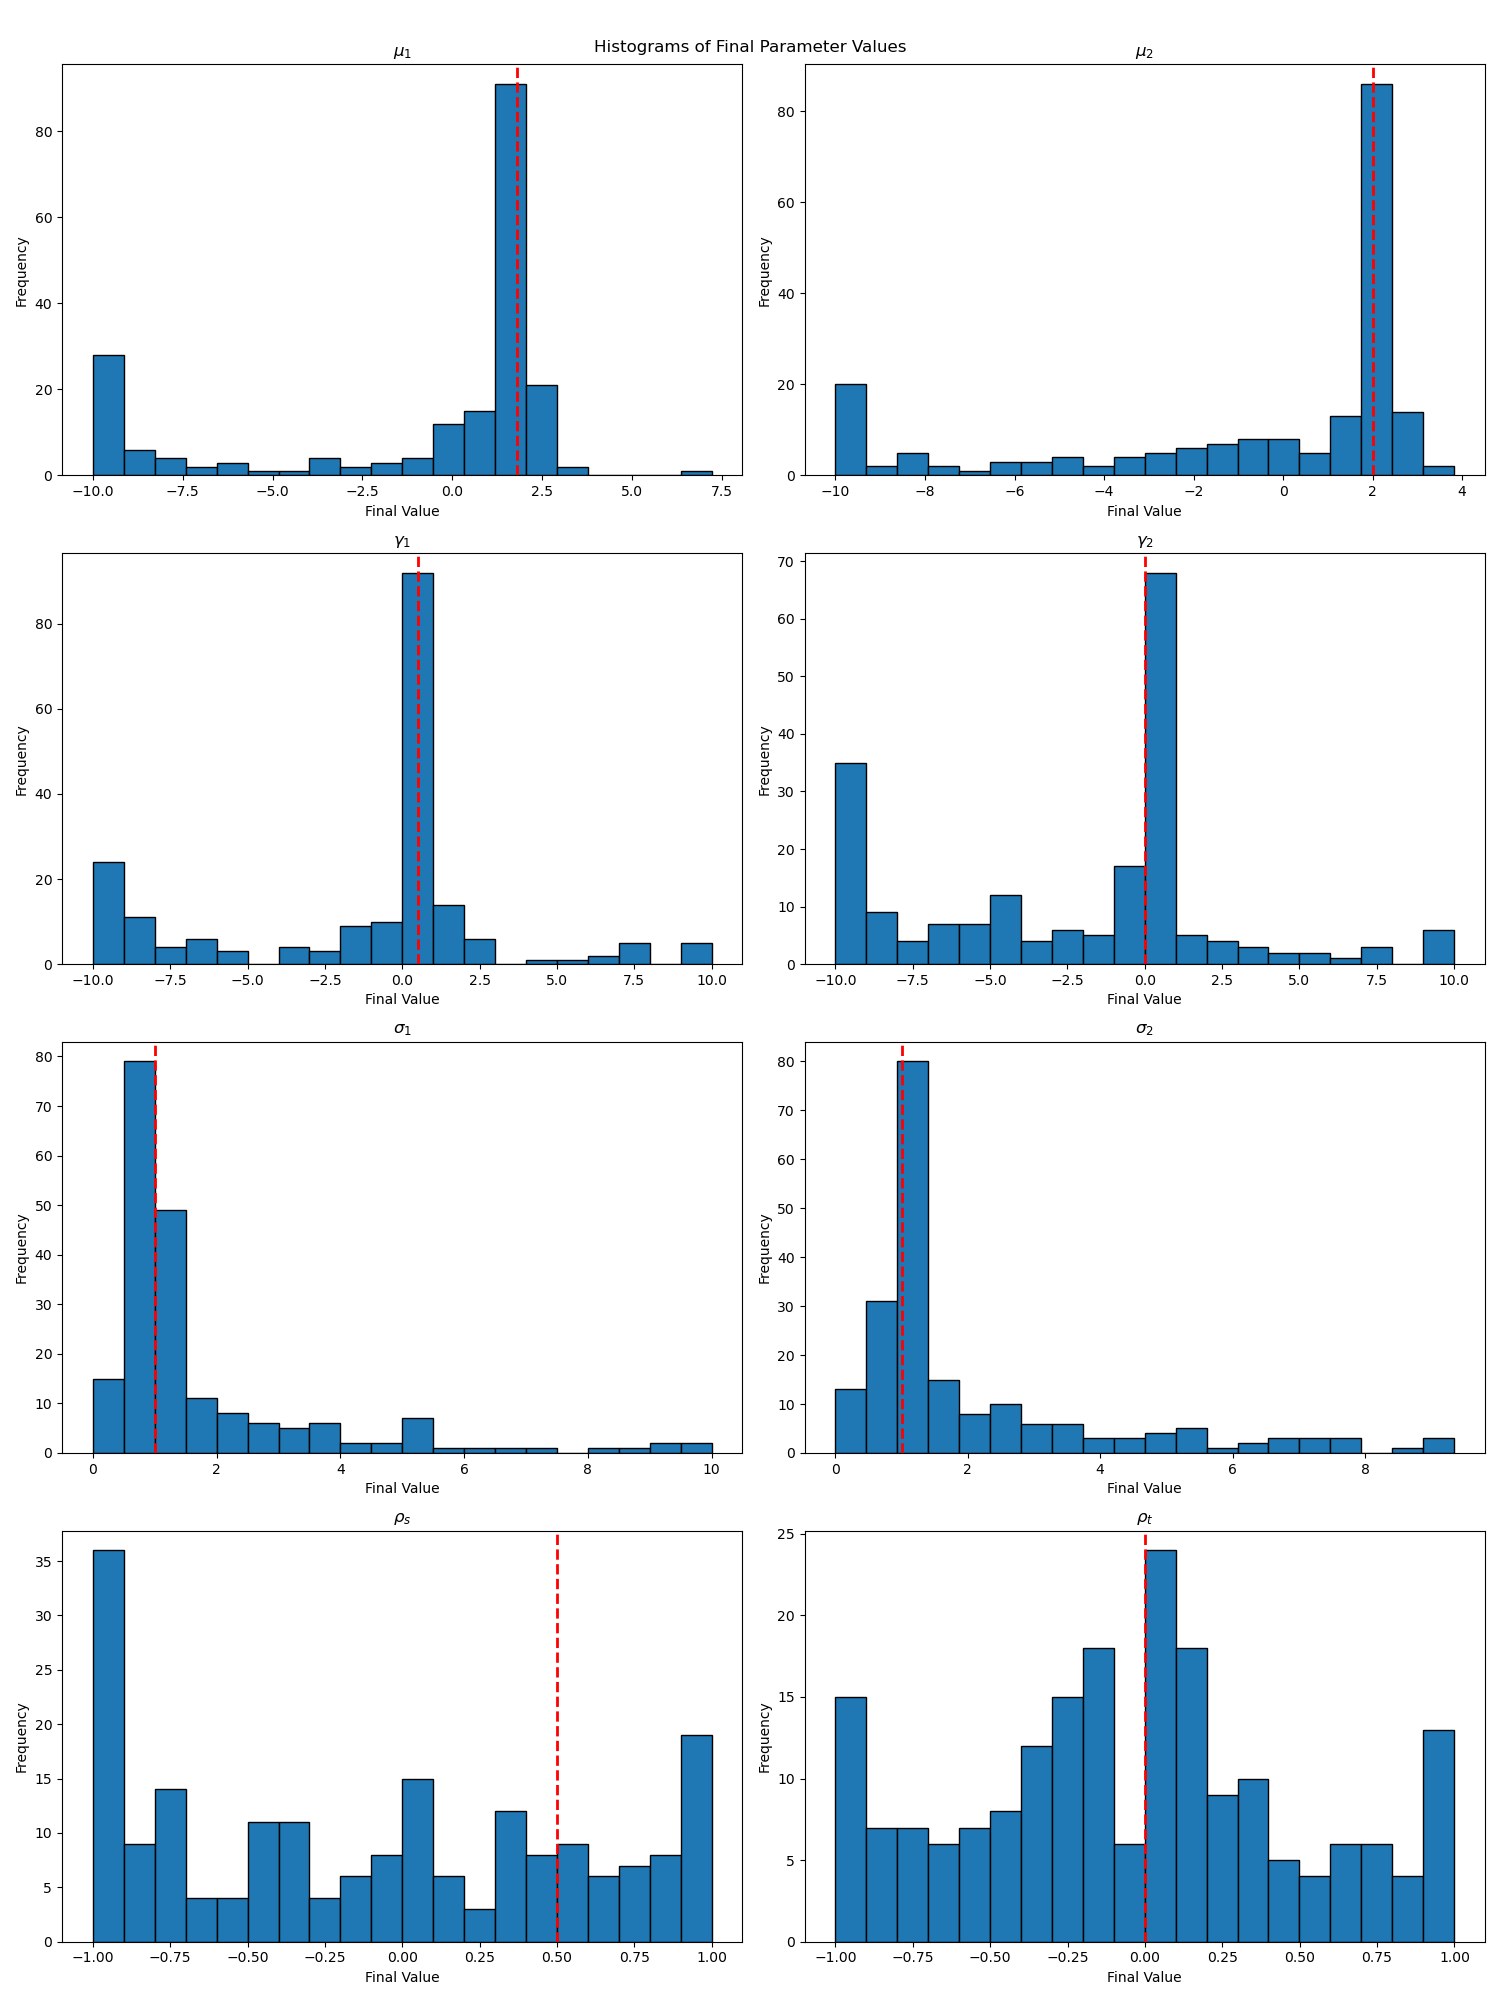 Histograms of Final Parameter Values
μ₁
80
60
40
20
0
Frequency
−10.0 −7.5 −5.0 −2.5 0.0 2.5 5.0 7.5
Final Value
μ₂
80
60
40
20
0
Frequency
−10 −8 −6 −4 −2 0 2 4
Final Value
γ₁
80
60
40
20
0
Frequency
−10.0 −7.5 −5.0 −2.5 0.0 2.5 5.0 7.5 10.0
Final Value
γ₂
70
60
50
40
30
20
10
0
Frequency
−10.0 −7.5 −5.0 −2.5 0.0 2.5 5.0 7.5 10.0
Final Value
σ₁
80
70
60
50
40
30
20
10
0
Frequency
0 2 4 6 8 10
Final Value
σ₂
80
70
60
50
40
30
20
10
0
Frequency
0 2 4 6 8
Final Value
ρₛ
35
30
25
20
15
10
5
0
Frequency
−1.00 −0.75 −0.50 −0.25 0.00 0.25 0.50 0.75 1.00
Final Value
ρₜ
25
20
15
10
5
0
Frequency
−1.00 −0.75 −0.50 −0.25 0.00 0.25 0.50 0.75 1.00
Final Value